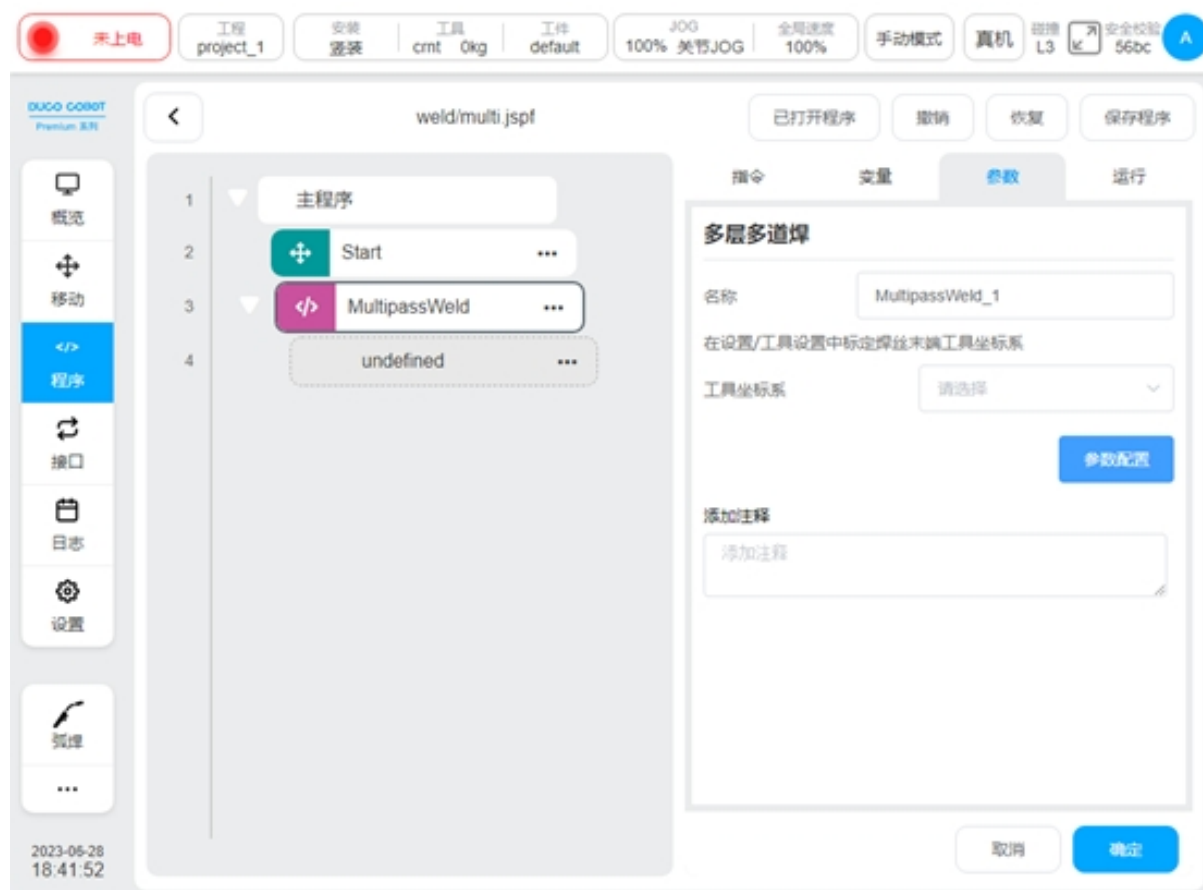 未上电
工程
project_1
安装
竖装
工具
crnt 0kg
工件
default
JOG
100% 关节JOG
全局速度
100%
手动模式
真机
碰撞
L3
安全校验
56bc
A
DUCO COBOT
Premium 系列
weld/multi.jspf
已打开程序
撤销
恢复
保存程序
概览
移动
</>
程序
接口
日志
设置
弧焊
...
2023-06-28
18:41:52
1 主程序
2 Start ...
3 </> MultipassWeld ...
4 undefined ...
指令 变量 参数 运行
多层多道焊
名称 MultipassWeld_1
在设置/工具设置中标定焊丝末端工具坐标系
工具坐标系 请选择
参数配置
添加注释
添加注释
取消 确定